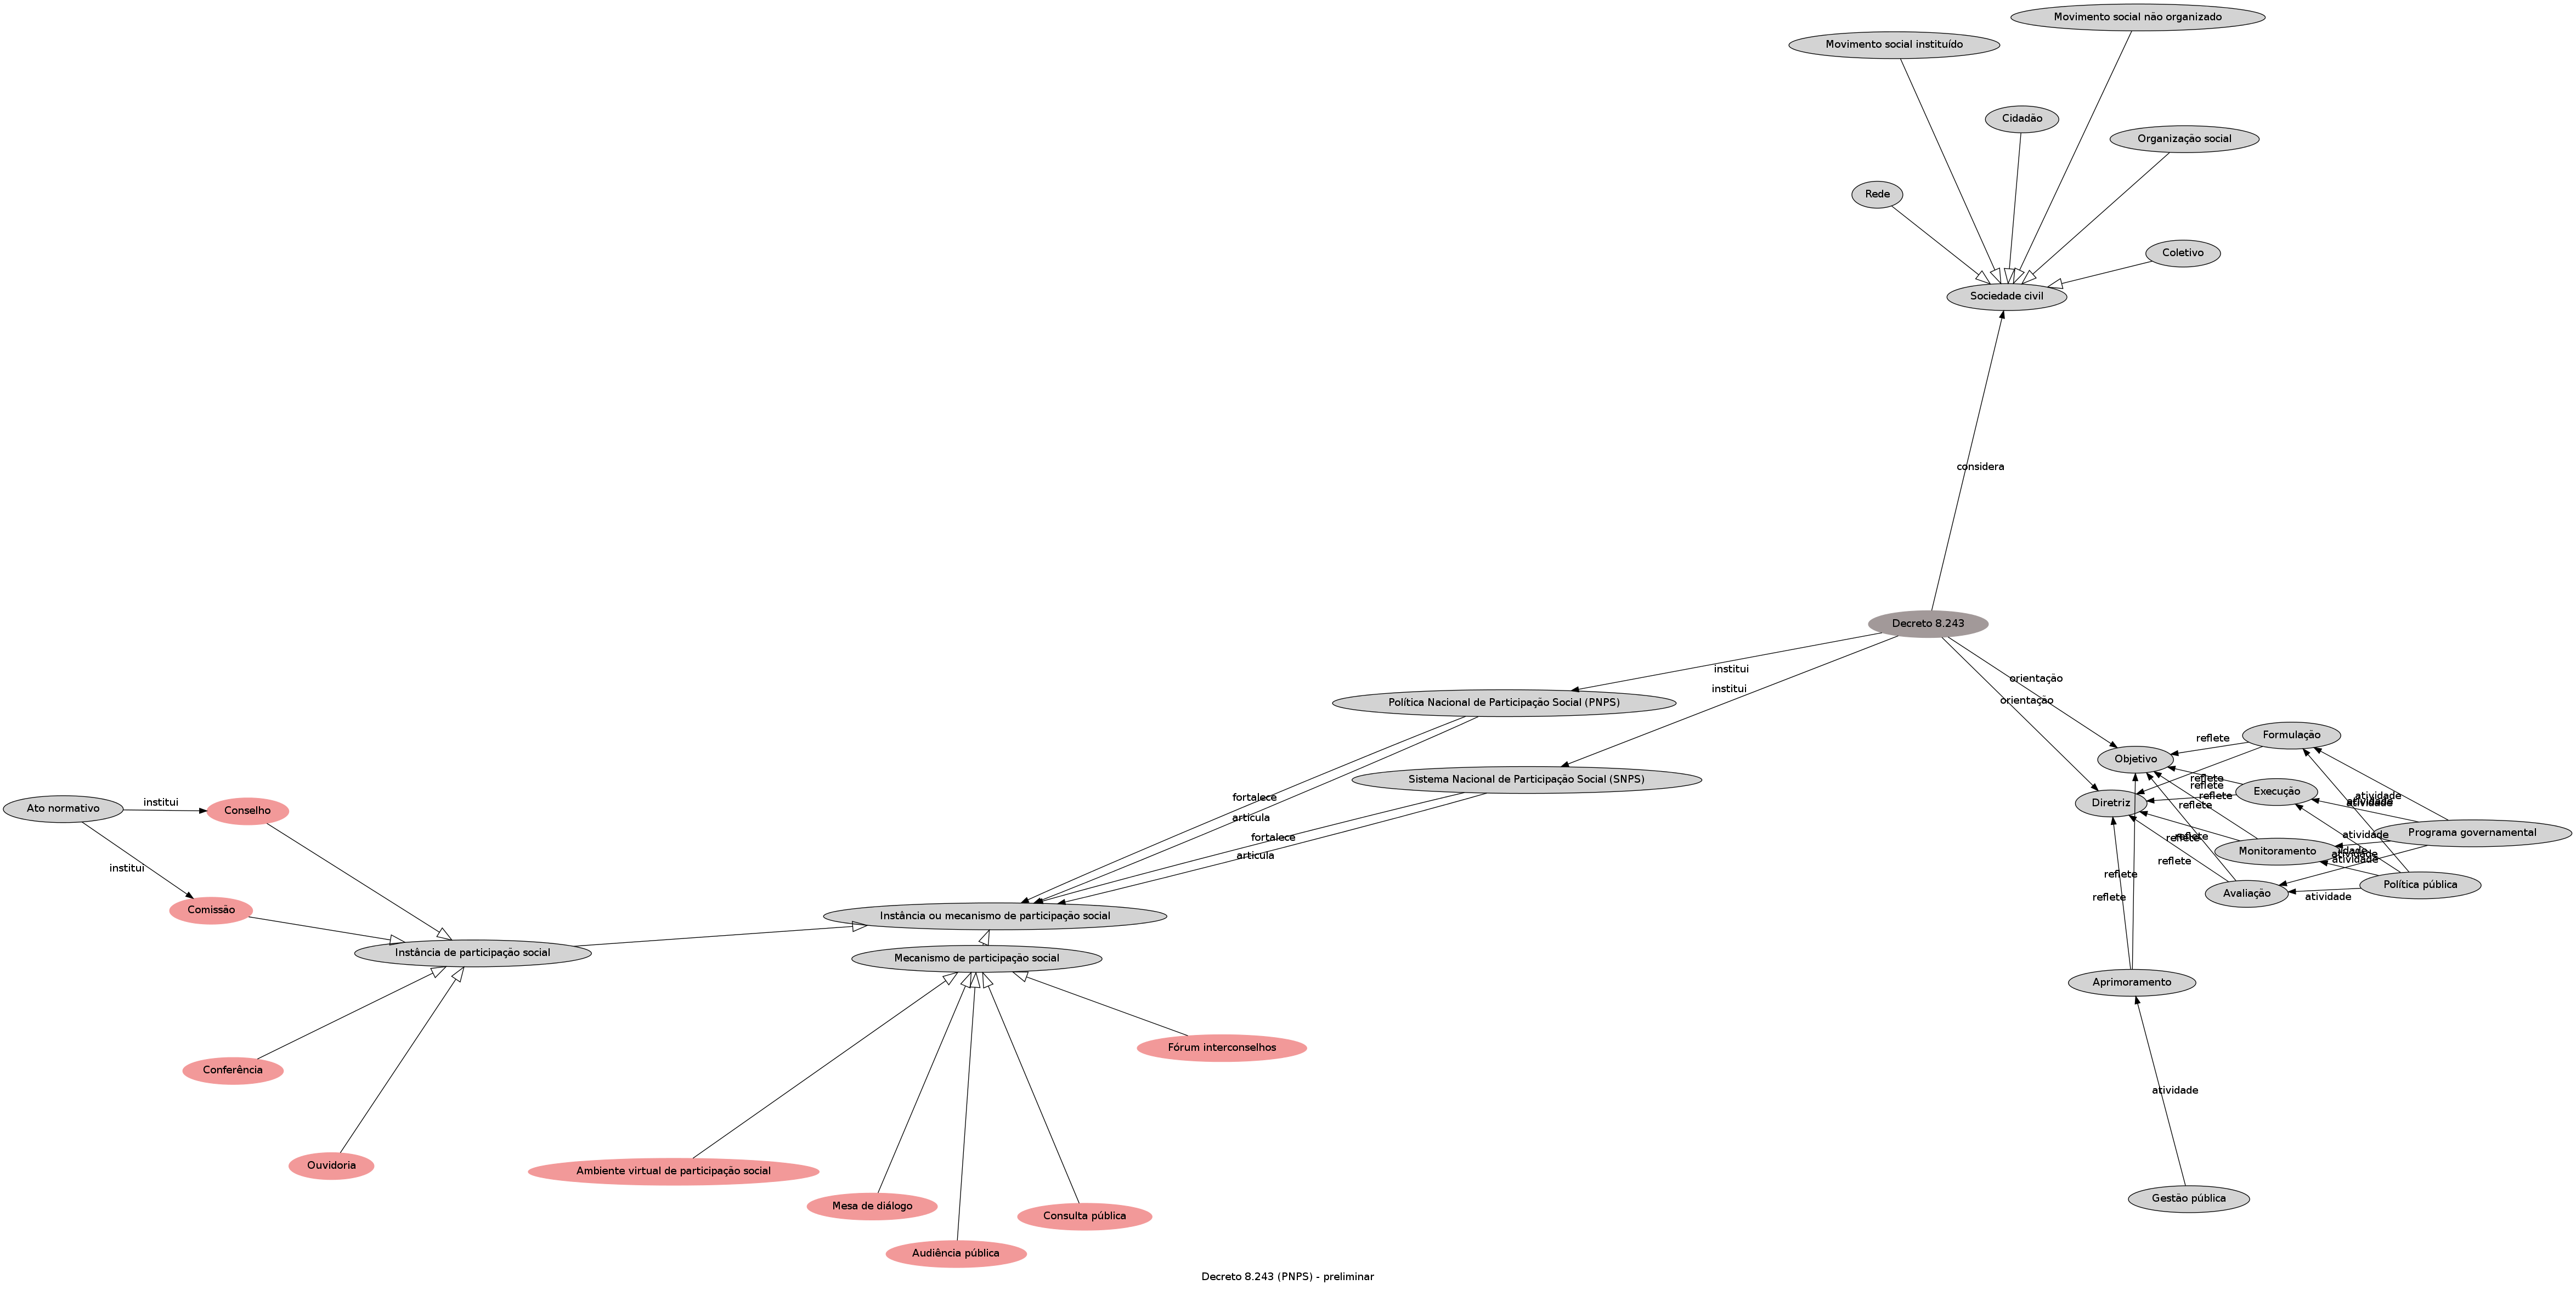 Movimento social não organizado
Movimento social instituído
Cidadão
Organização social
Rede
Coletivo
Sociedade civil
considera
Decreto 8.243
institui
orientação
institui
orientação
Política Nacional de Participação Social (PNPS)
Formulação
reflete
Objetivo
Sistema Nacional de Participação Social (SNPS)
reflete
reflete
Execução
fortalece
reflete
atividade
atividade
atividade
Ato normativo
institui
Conselho
Diretriz
reflete
articula
fortalece
reflete
reflete
atividade
Programa governamental
articula
Monitoramento
atividade
atividade
reflete
institui
Política pública
Avaliação
atividade
reflete
reflete
Comissão
Instância ou mecanismo de participação social
Instância de participação social
Mecanismo de participação social
Aprimoramento
Fórum interconselhos
Conferência
atividade
Ouvidoria
Ambiente virtual de participação social
Gestão pública
Mesa de diálogo
Consulta pública
Audiência pública
Decreto 8.243 (PNPS) - preliminar